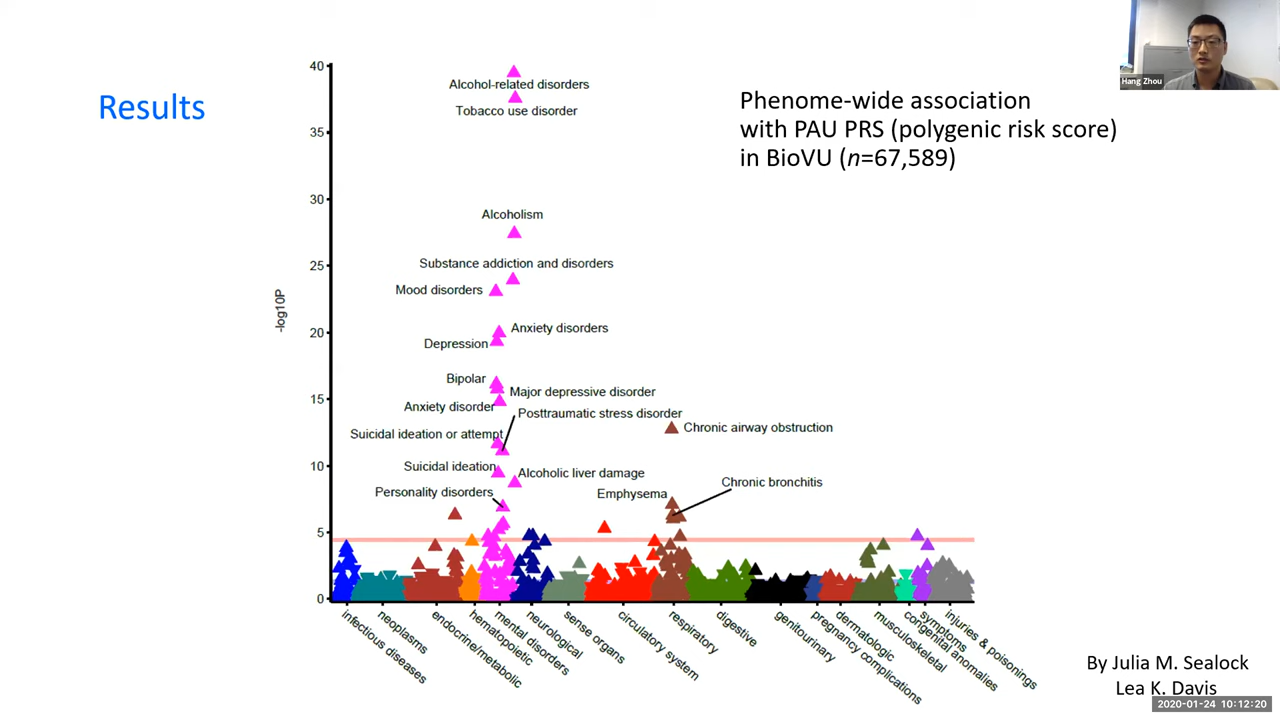 Results
Phenome-wide association
with PAU PRS (polygenic risk score)
in BioVU (n=67,589)
Hang Zhou
-log10P
40
35
30
25
20
15
10
5
0
Alcohol-related disorders
Tobacco use disorder
Alcoholism
Substance addiction and disorders
Mood disorders
Anxiety disorders
Depression
Bipolar
Major depressive disorder
Anxiety disorder
Posttraumatic stress disorder
Chronic airway obstruction
Suicidal ideation or attempt
Suicidal ideation
Alcoholic liver damage
Chronic bronchitis
Personality disorders
Emphysema
infectious diseases
neoplasms
endocrine/metabolic
hematopoietic
mental disorders
neurological
sense organs
circulatory system
respiratory
digestive
genitourinary
pregnancy complications
dermatologic
musculoskeletal
congenital anomalies
symptoms
injuries & poisonings
By Julia M. Sealock
Lea K. Davis
2020-01-24 10:12:20